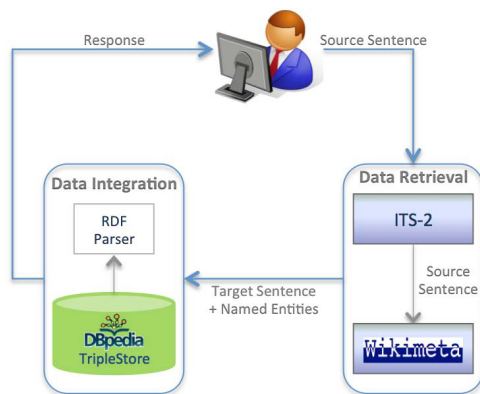 Response
Source Sentence
Data Integration
RDF
Parser
DBpedia
TripleStore
Data Retrieval
ITS-2
Source
Sentence
Wikimeta
Target Sentence
+ Named Entities